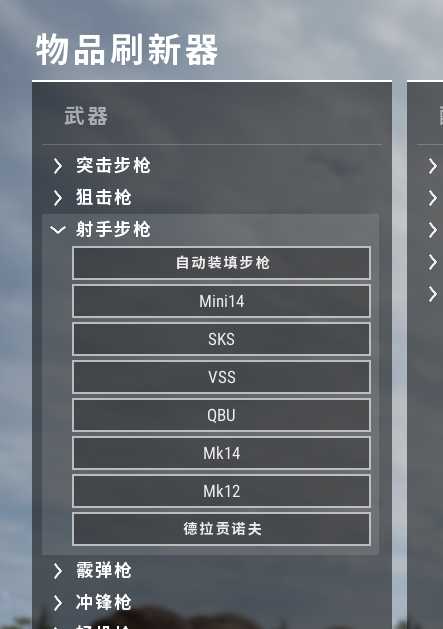 物品刷新器
武器
突击步枪
狙击枪
射手步枪
自动装填步枪
Mini14
SKS
VSS
QBU
Mk14
Mk12
德拉贡诺夫
霰弹枪
冲锋枪